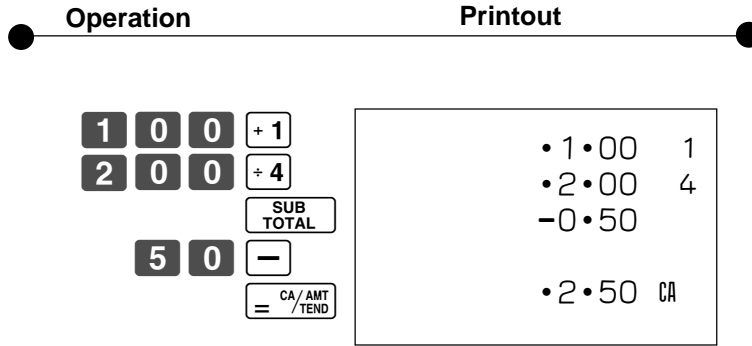 Operation Printout
1 0 0 + 1
2 0 0 ÷ 4
SUB TOTAL
5 0 −
= CA/AMT TEND
•1•00 1
•2•00 4
-0•50
•2•50 CA